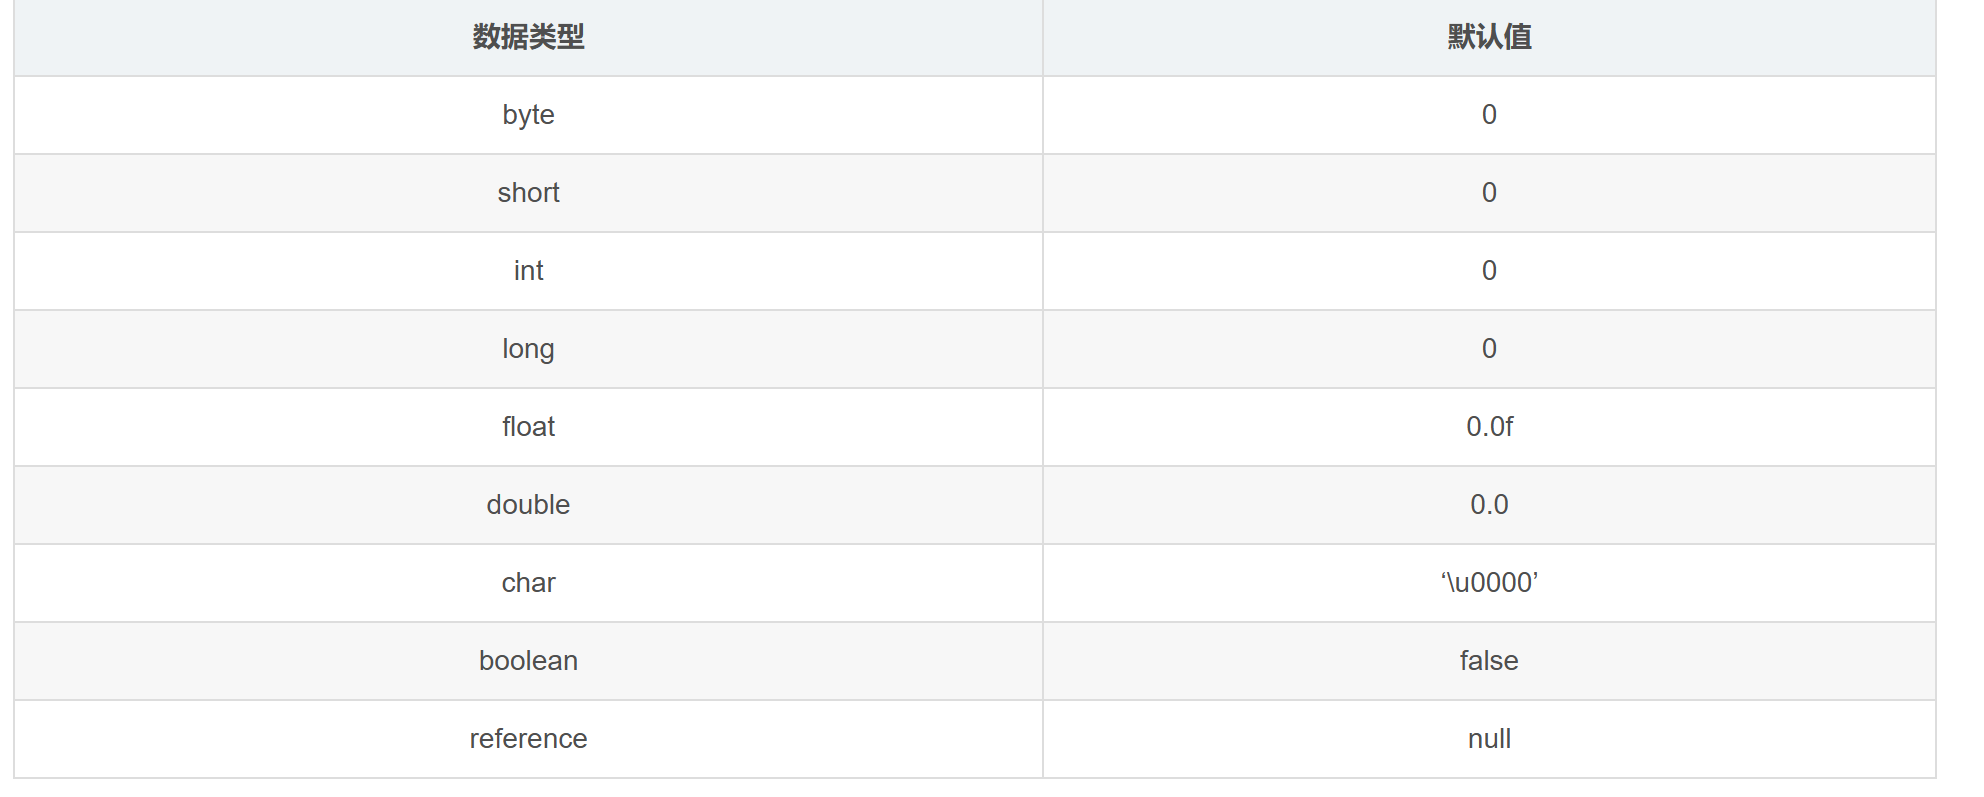 数据类型 默认值
byte 0
short 0
int 0
long 0
float 0.0f
double 0.0
char ‘\u0000’
boolean false
reference null